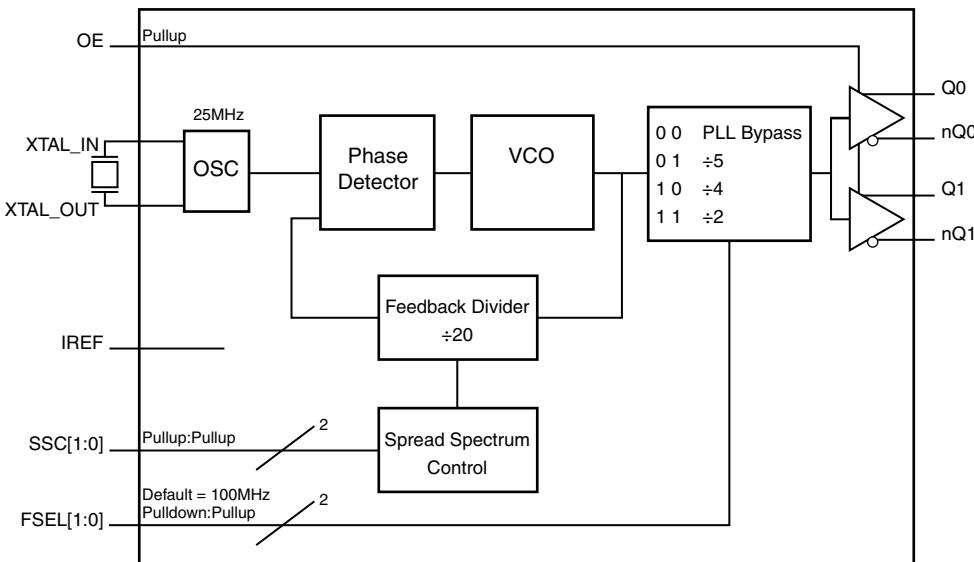 OE
Pullup
Q0
25MHz
XTAL_IN
OSC
Phase
Detector
VCO
0 0 PLL Bypass
0 1 ÷5
1 0 ÷4
1 1 ÷2
nQ0
Q1
XTAL_OUT
nQ1
Feedback Divider
÷20
IREF
SSC[1:0]
Pullup:Pullup
2
Spread Spectrum
Control
Default = 100MHz
FSEL[1:0]
Pulldown:Pullup
2